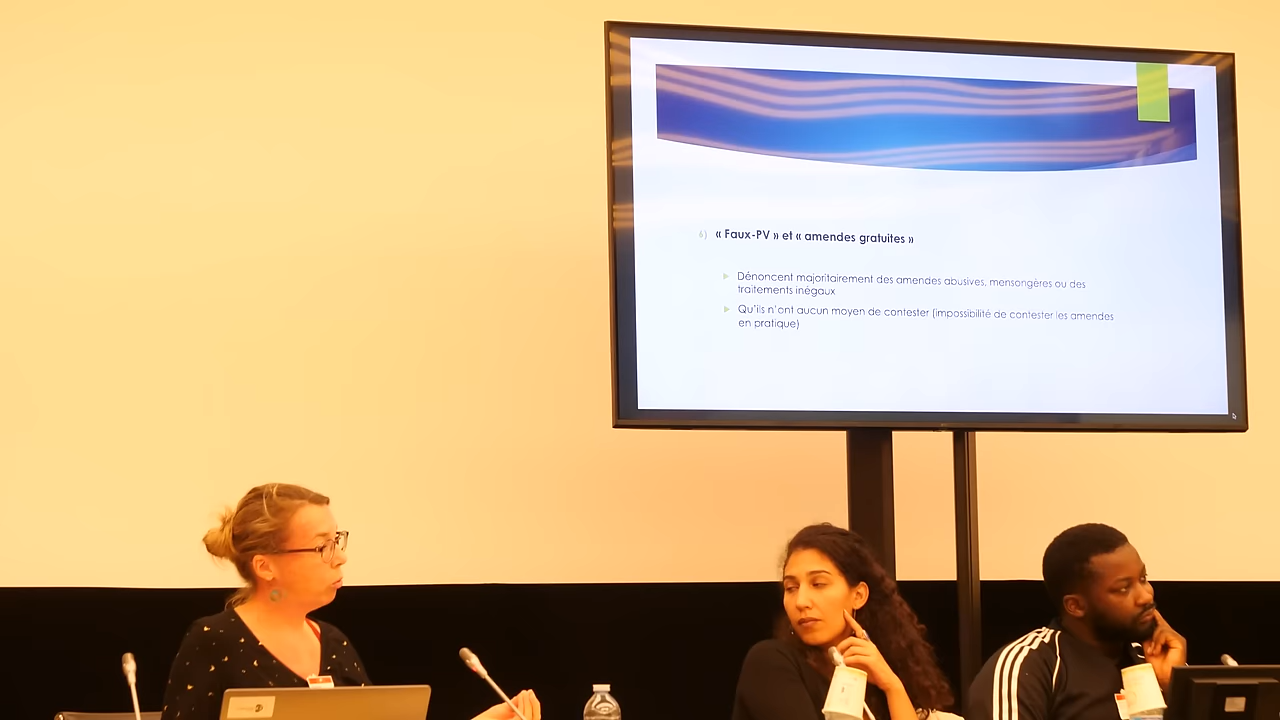 6) « Faux-PV » et « amendes gratuites »
Dénoncent majoritairement des amendes abusives, mensongères ou des
traitements inégaux
Qu'ils n'ont aucun moyen de contester (impossibilité de contester les amendes
en pratique)